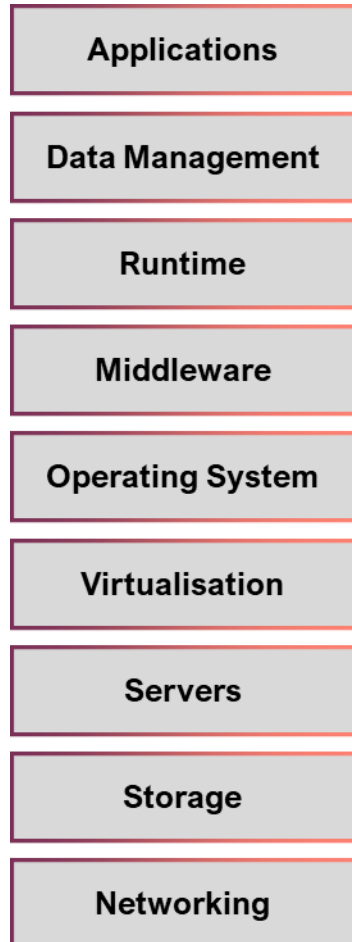 Applications
Data Management
Runtime
Middleware
Operating System
Virtualisation
Servers
Storage
Networking